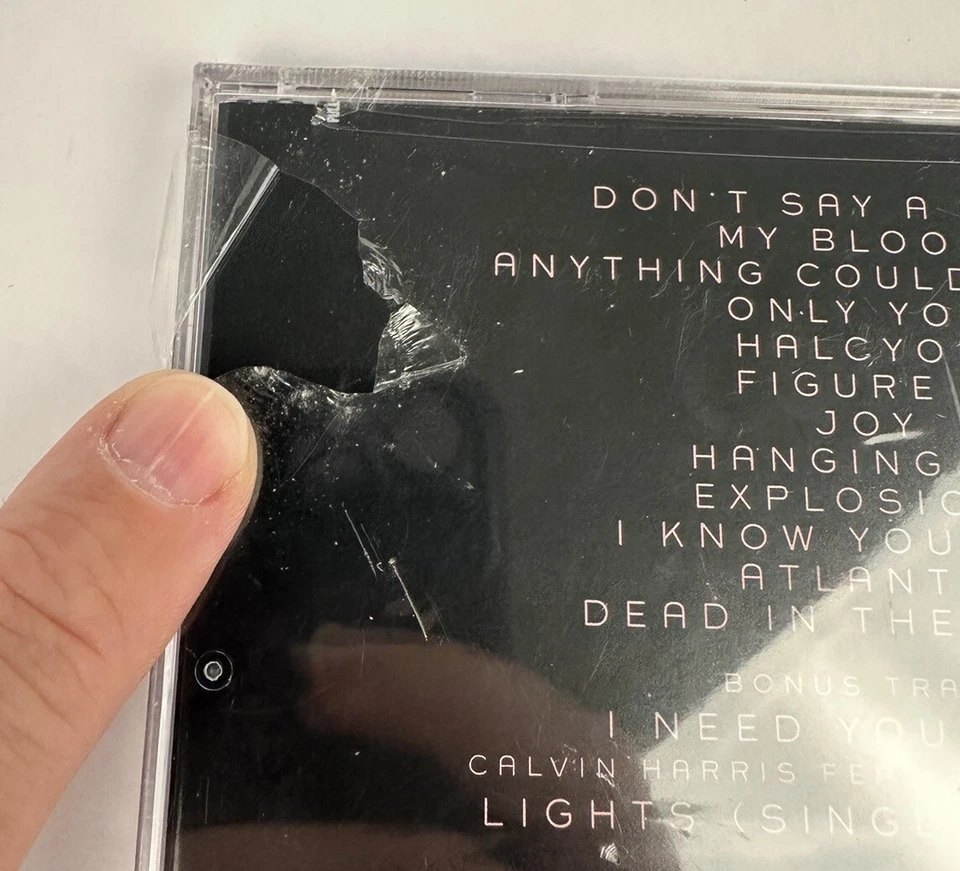 PULL
DON'T SAY A
MY BLOO
ANYTHING COULD
ONLY YO
HALCYO
FIGURE
JOY
HANGING
EXPLOSIO
I KNOW YOU
ATLANT
DEAD IN THE
BONUS TRA
I NEED YOU
CALVIN HARRIS FE
LIGHTS (SINGL